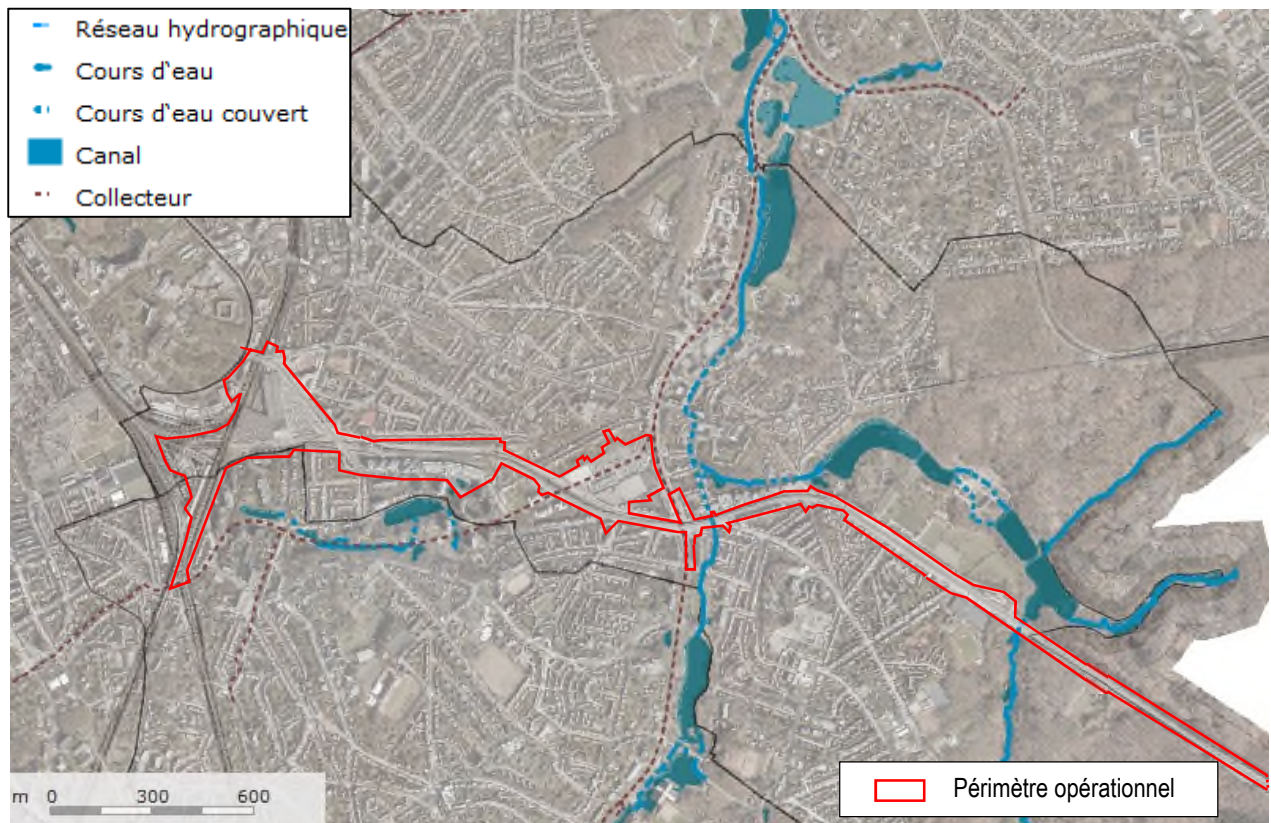 Réseau hydrographique
Cours d'eau
Cours d'eau couvert
Canal
Collecteur
m 0 300 600
Périmètre opérationnel